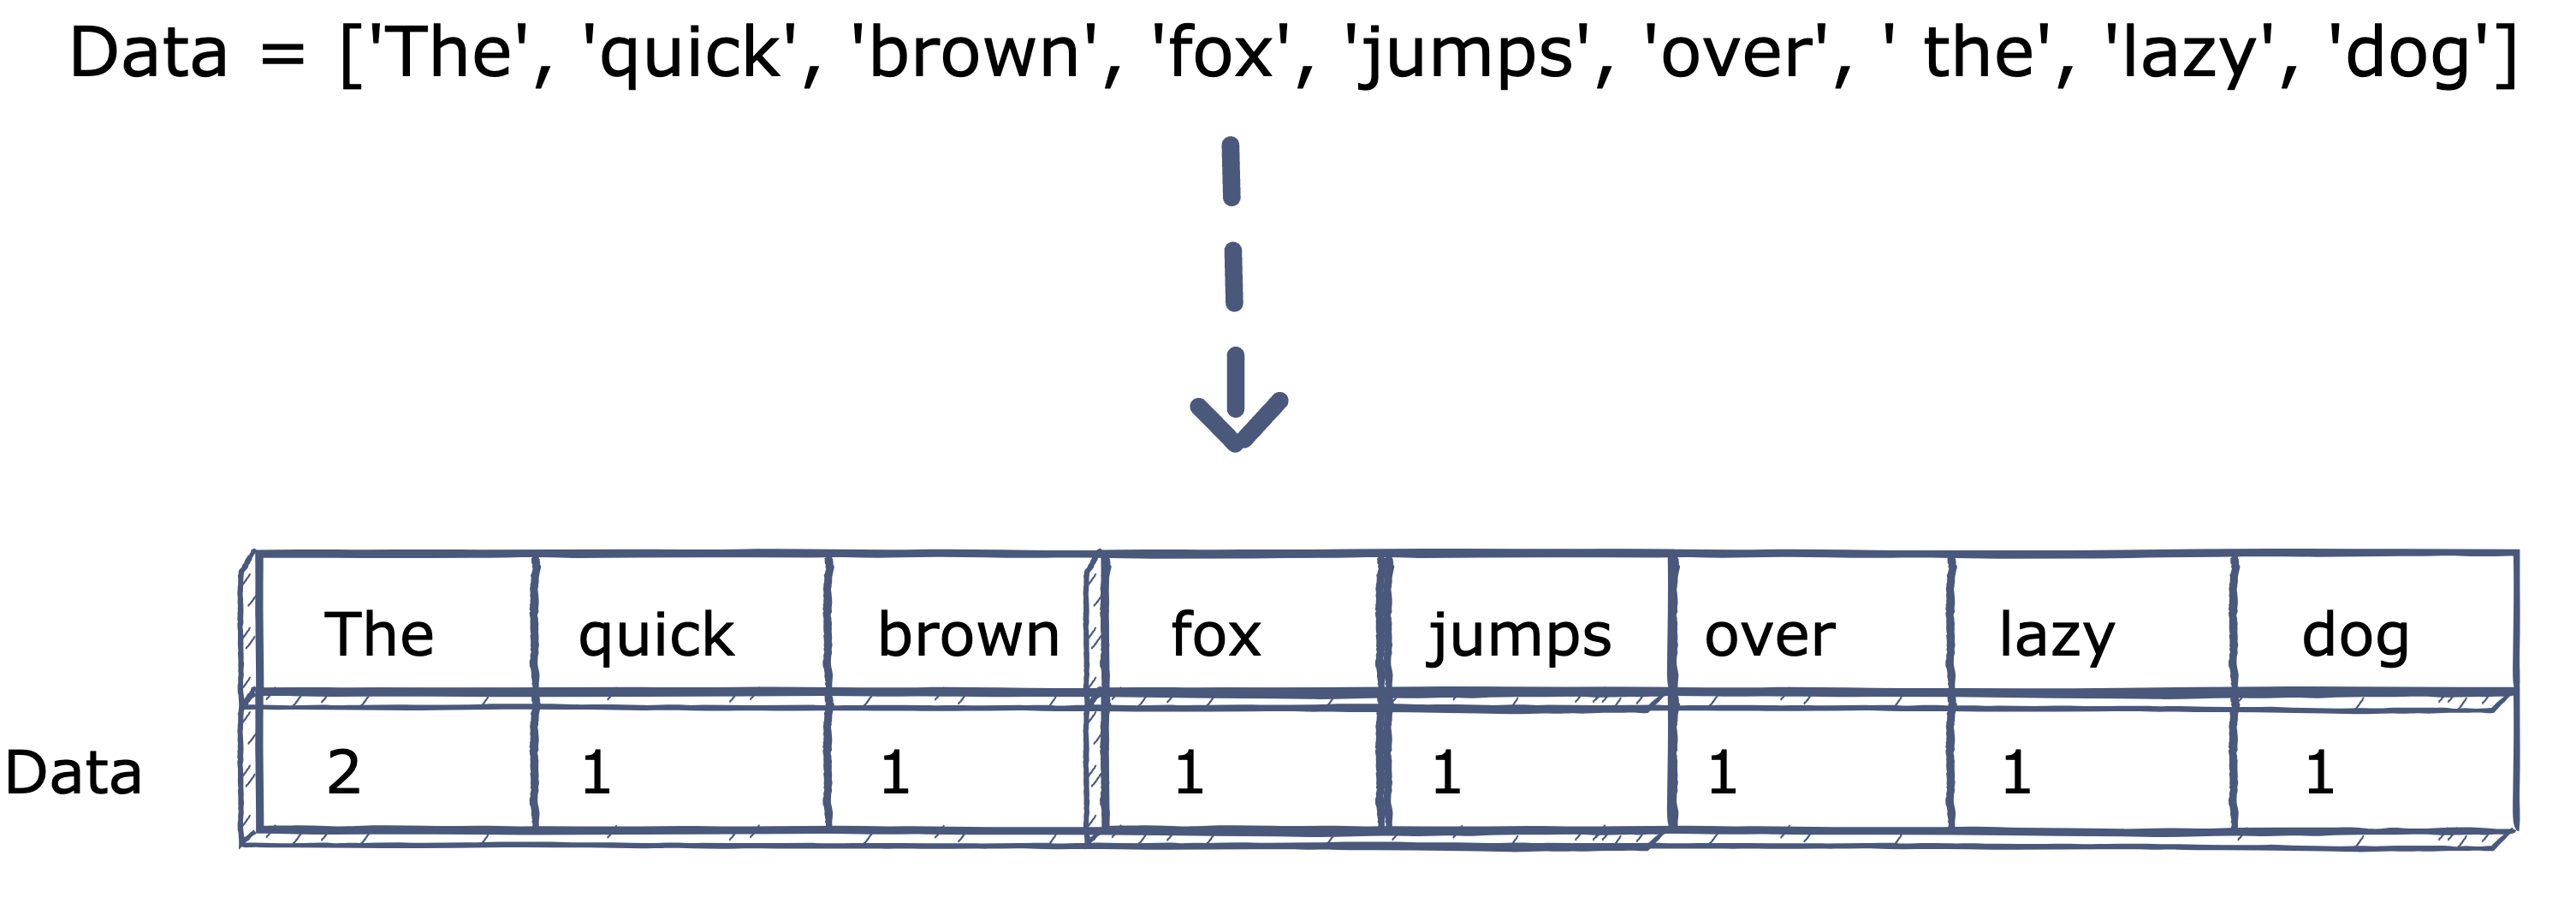 Data = ['The', 'quick', 'brown', 'fox', 'jumps', 'over', ' the', 'lazy', 'dog']
The quick brown fox jumps over lazy dog
Data 2 1 1 1 1 1 1 1